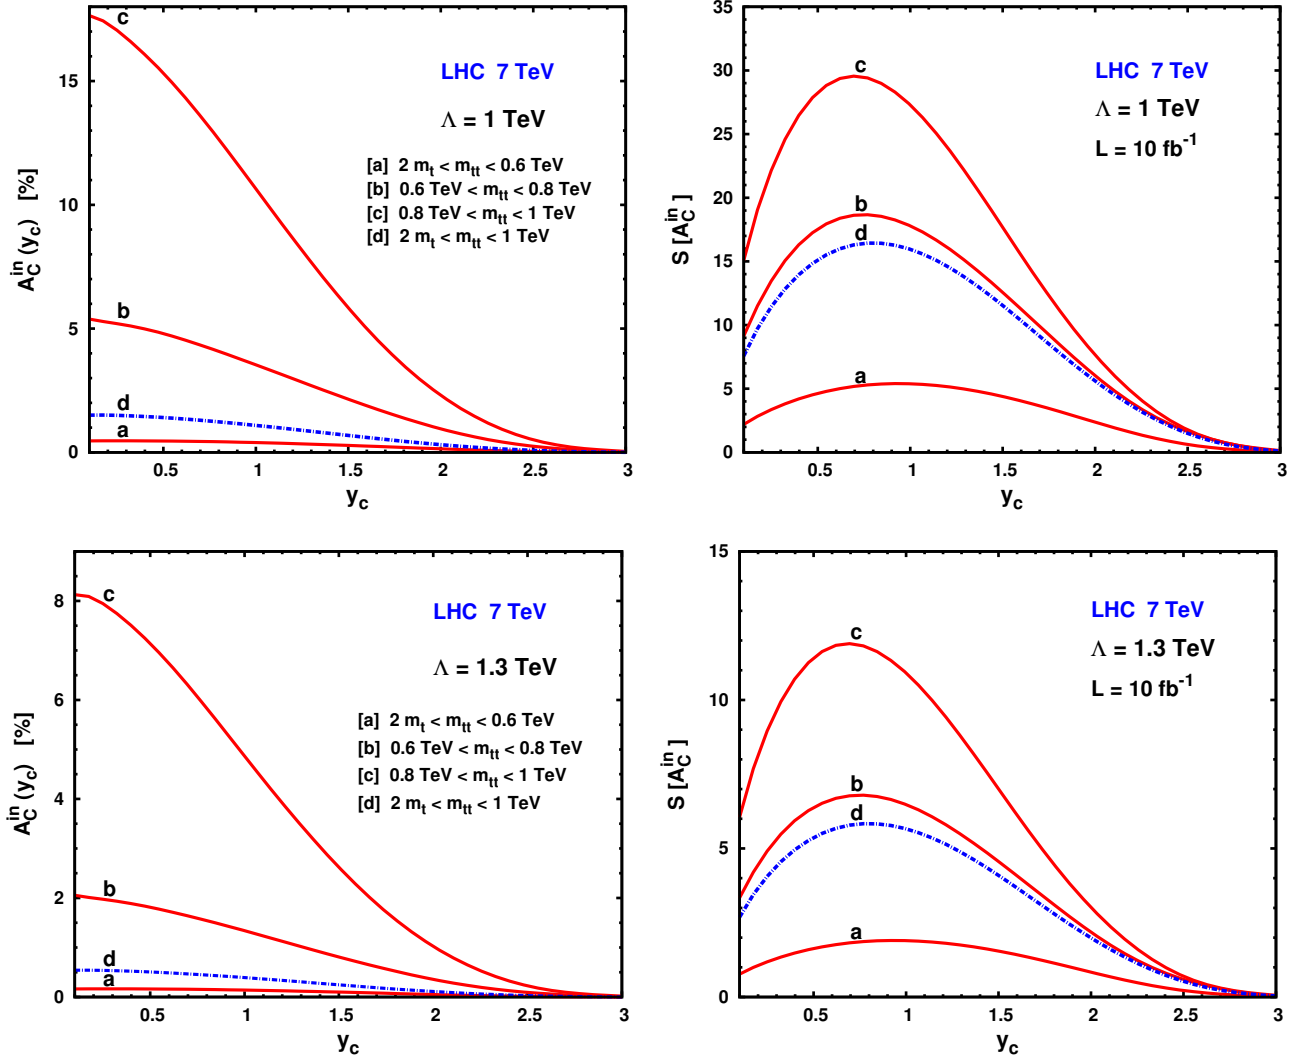 c
LHC 7 TeV
Λ = 1 TeV
[a] 2 m_t < m_tt < 0.6 TeV
[b] 0.6 TeV < m_tt < 0.8 TeV
[c] 0.8 TeV < m_tt < 1 TeV
[d] 2 m_t < m_tt < 1 TeV
b
d
a
A_C^in (y_c) [%]
15
10
5
0
0.5 1 1.5 2 2.5 3
y_c
35
30
25
20
15
10
5
0
S [A_C^in]
c
LHC 7 TeV
Λ = 1 TeV
L = 10 fb^-1
b
d
a
0.5 1 1.5 2 2.5 3
y_c
8
6
4
2
0
A_C^in (y_c) [%]
c
LHC 7 TeV
Λ = 1.3 TeV
[a] 2 m_t < m_tt < 0.6 TeV
[b] 0.6 TeV < m_tt < 0.8 TeV
[c] 0.8 TeV < m_tt < 1 TeV
[d] 2 m_t < m_tt < 1 TeV
b
d
a
0.5 1 1.5 2 2.5 3
y_c
15
10
5
0
S [A_C^in]
c
LHC 7 TeV
Λ = 1.3 TeV
L = 10 fb^-1
b
d
a
0.5 1 1.5 2 2.5 3
y_c